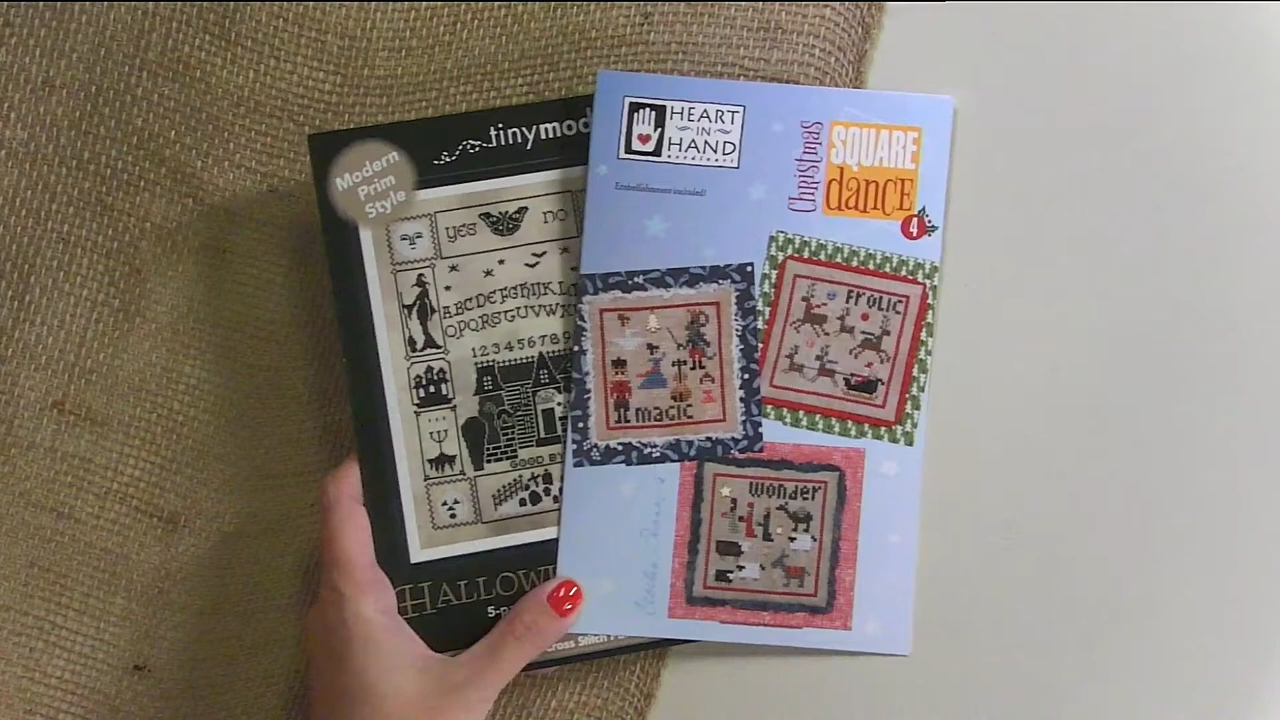 tinymod
Modern
Prim
Style
YES NO
ABCDEFGHIJKL
OPQRSTUVWX
123456789
GOOD BY
HALLOW
5-p
Cross Stitch P
HEART
IN
HAND
needleart
Embellishment included!
Christmas
SQUARE
dance
4
magic
Frolic
Wonder